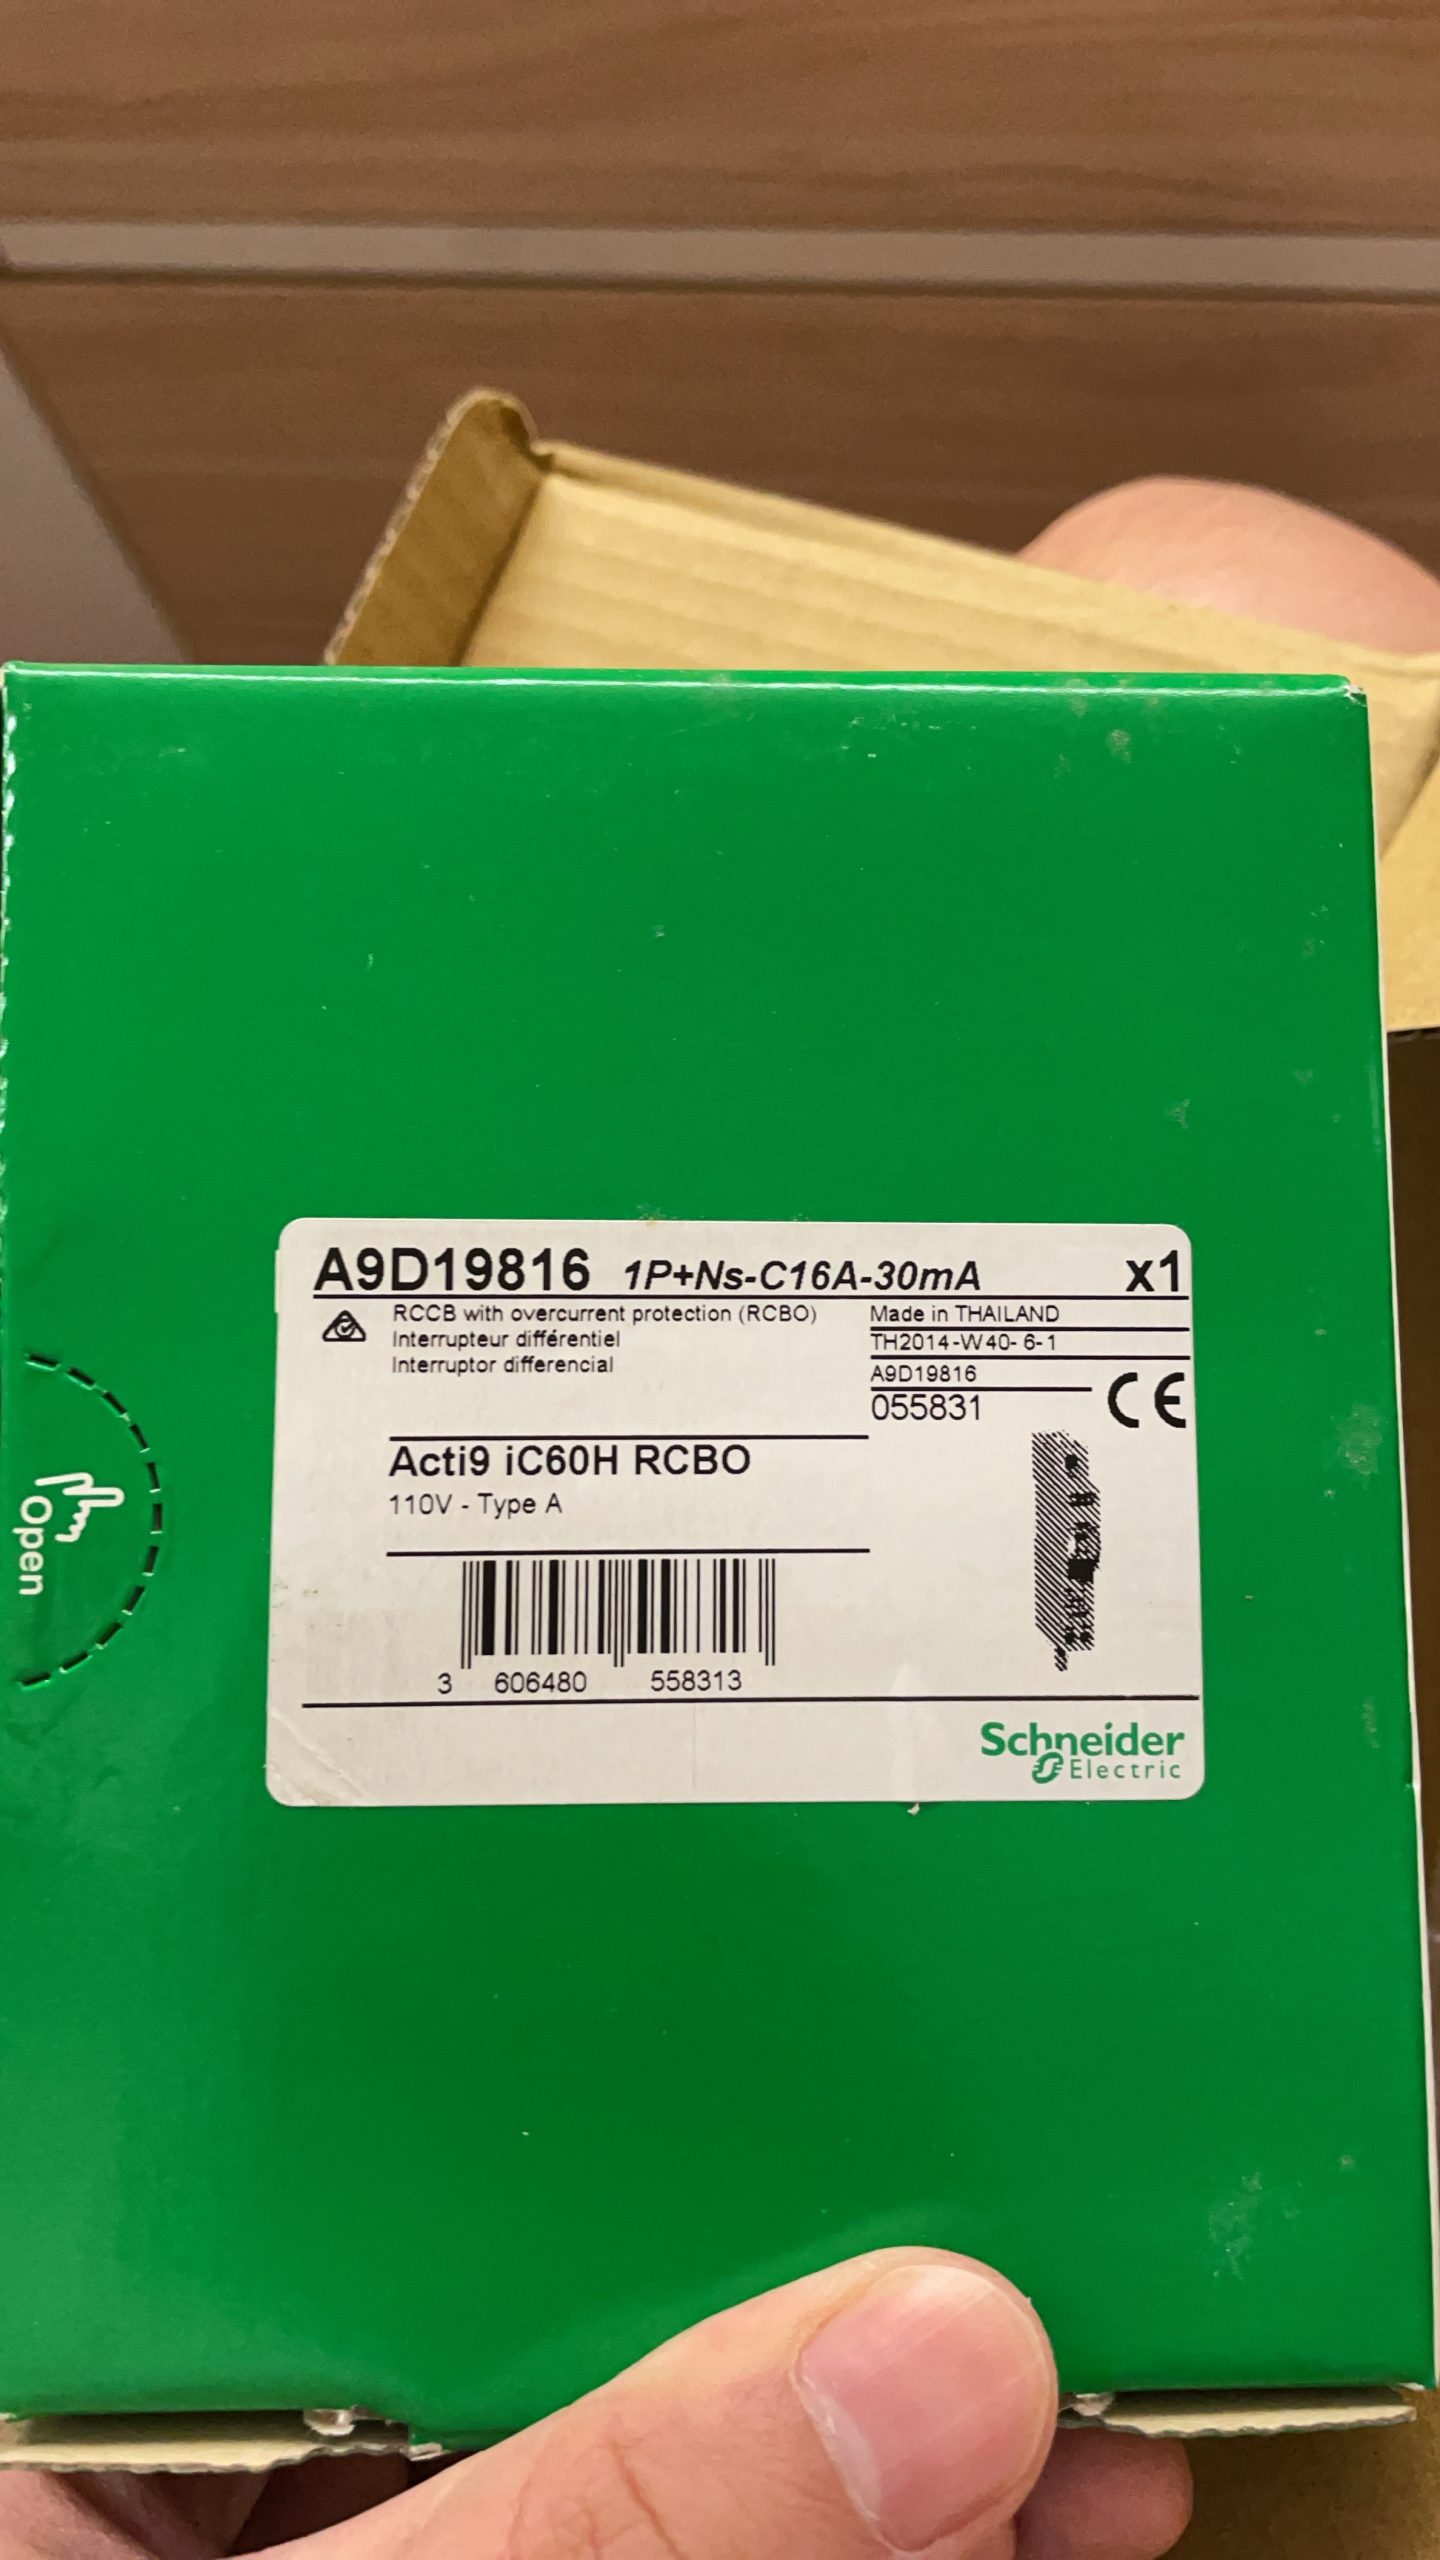 A9D19816 1P+Ns-C16A-30mA x1
RCCB with overcurrent protection (RCBO)
Interrupteur différentiel
Interruptor differencial
Made in THAILAND
TH2014-W40-6-1
A9D19816
055831
CE
Acti9 iC60H RCBO
110V - Type A
3 606480 558313
Schneider
Electric
Open